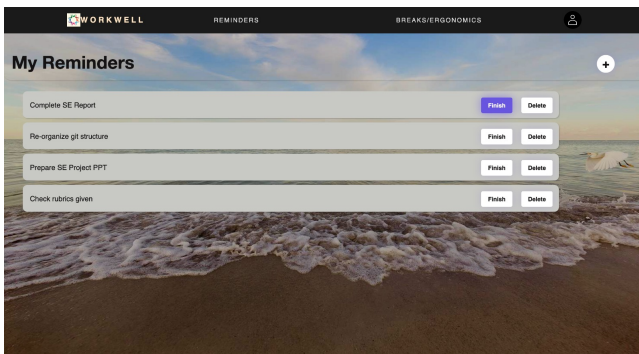 WORKWELL REMINDERS BREAKS/ERGONOMICS
My Reminders +
Complete SE Report Finish Delete
Re-organize git structure Finish Delete
Prepare SE Project PPT Finish Delete
Check rubrics given Finish Delete